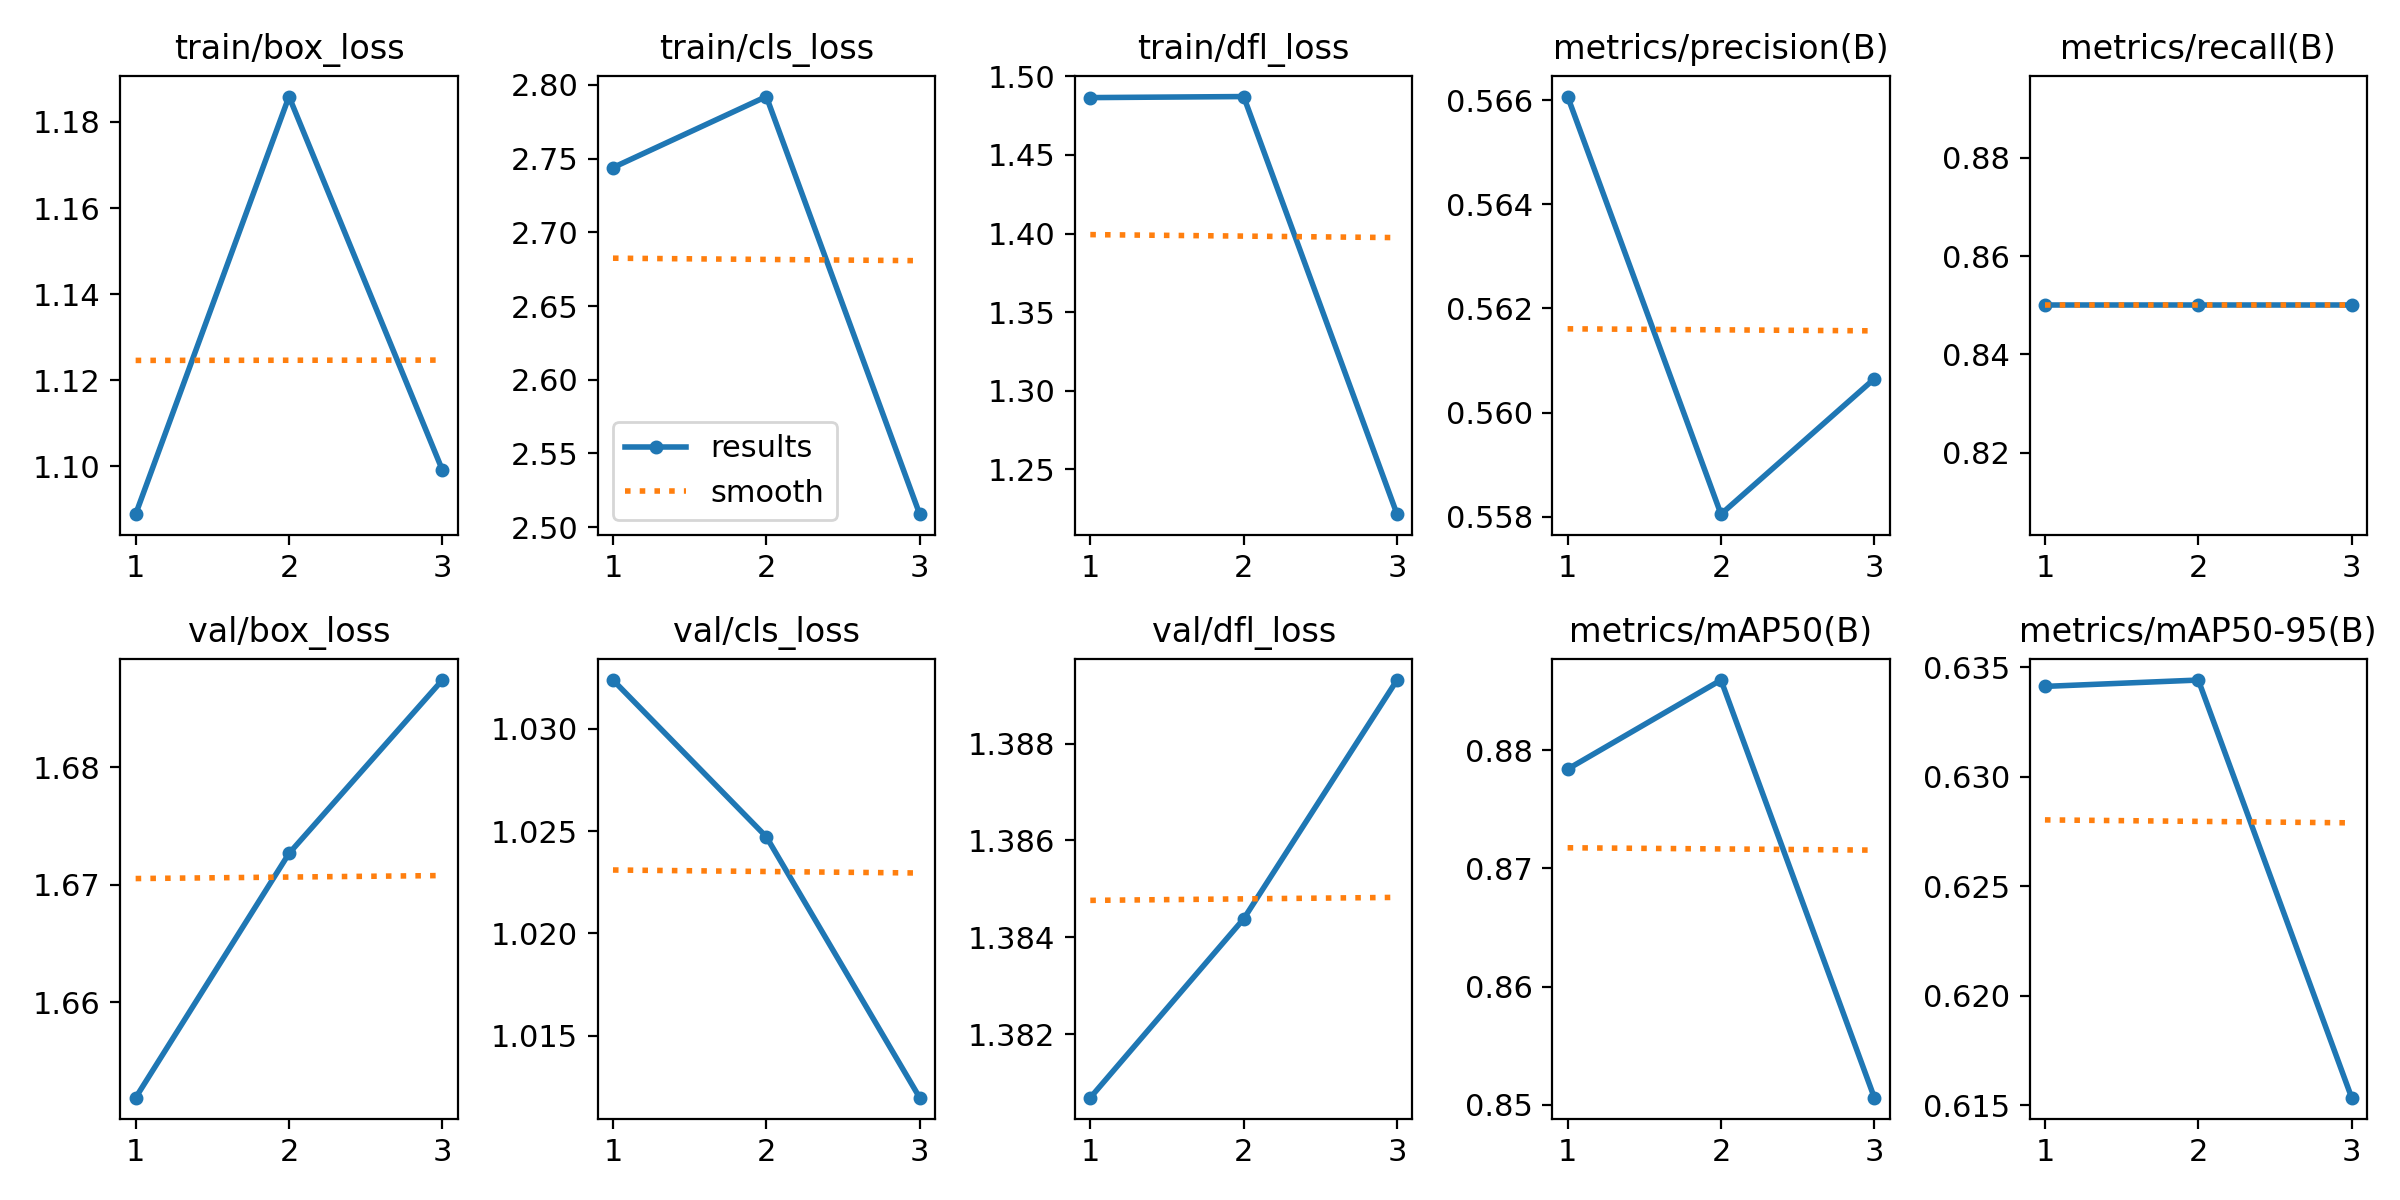 train/box_loss
1.18
1.16
1.14
1.12
1.10
1 2 3
train/cls_loss
2.80
2.75
2.70
2.65
2.60
2.55
2.50
results
smooth
1 2 3
train/dfl_loss
1.50
1.45
1.40
1.35
1.30
1.25
1 2 3
metrics/precision(B)
0.566
0.564
0.562
0.560
0.558
1 2 3
metrics/recall(B)
0.88
0.86
0.84
0.82
1 2 3
val/box_loss
1.68
1.67
1.66
1 2 3
val/cls_loss
1.030
1.025
1.020
1.015
1 2 3
val/dfl_loss
1.388
1.386
1.384
1.382
1 2 3
metrics/mAP50(B)
0.88
0.87
0.86
0.85
1 2 3
metrics/mAP50-95(B)
0.635
0.630
0.625
0.620
0.615
1 2 3